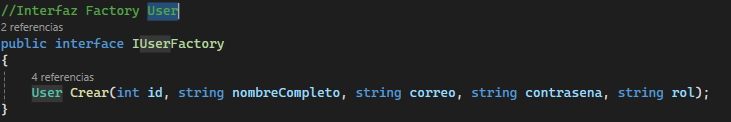 //Interfaz Factory User
2 referencias
public interface IUserFactory
{
4 referencias
User Crear(int id, string nombreCompleto, string correo, string contrasena, string rol);
}